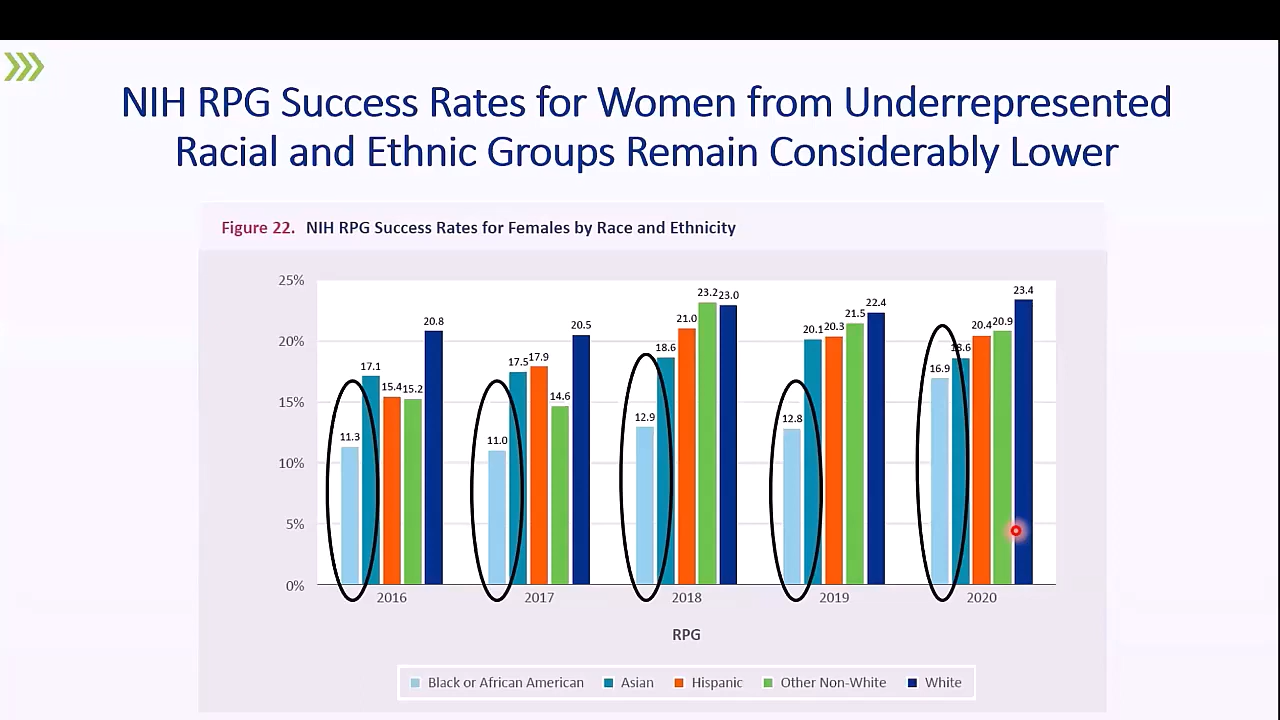 NIH RPG Success Rates for Women from Underrepresented
Racial and Ethnic Groups Remain Considerably Lower
Figure 22. NIH RPG Success Rates for Females by Race and Ethnicity
25%
20%
15%
10%
5%
0%
11.3 17.1 15.4 15.2 20.8
11.0 17.5 17.9 14.6 20.5
12.9 18.6 21.0 23.2 23.0
12.8 20.1 20.3 21.5 22.4
16.9 18.6 20.4 20.9 23.4
2016 2017 2018 2019 2020
RPG
Black or African American Asian Hispanic Other Non-White White